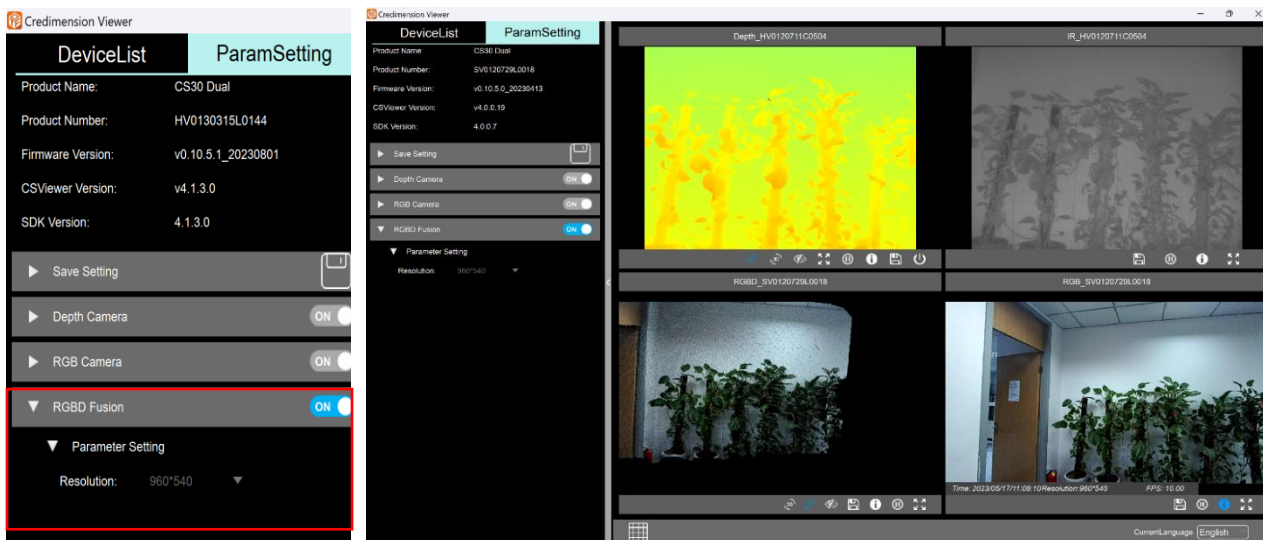 Credimension Viewer
DeviceList ParamSetting
Product Name: CS30 Dual
Product Number: HV0130315L0144
Firmware Version: v0.10.5.1_20230801
CSViewer Version: v4.1.3.0
SDK Version: 4.1.3.0
Save Setting
Depth Camera ON
RGB Camera ON
RGBD Fusion ON
Parameter Setting
Resolution: 960*540
Credimension Viewer
DeviceList ParamSetting
Product Name: CS30 Dual
Product Number: SV0120729L0018
Firmware Version: v0.10.5.0_20230413
CSViewer Version: v4.0.0.19
SDK Version: 4.0.0.7
Save Setting
Depth Camera ON
RGB Camera ON
RGBD Fusion ON
Parameter Setting
Resolution: 960*540
Depth_HV0120711C0504
IR_HV0120711C0504
RGBD_SV0120729L0018
RGB_SV0120729L0018
Time: 2023/05/17/11:08:10Resolution:960*540 FPS: 10.00
CurrentLanguage English